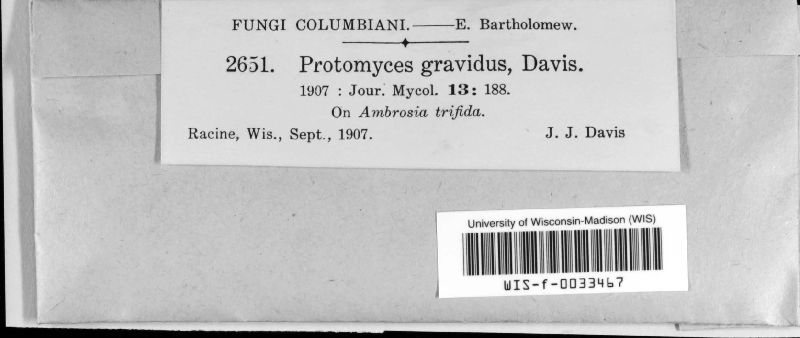 FUNGI COLUMBIANI.——E. Bartholomew.
2651. Protomyces gravidus, Davis.
1907 : Jour. Mycol. 13: 188.
On Ambrosia trifida.
Racine, Wis., Sept., 1907. J. J. Davis
University of Wisconsin-Madison (WIS)
WIS-f-0033467